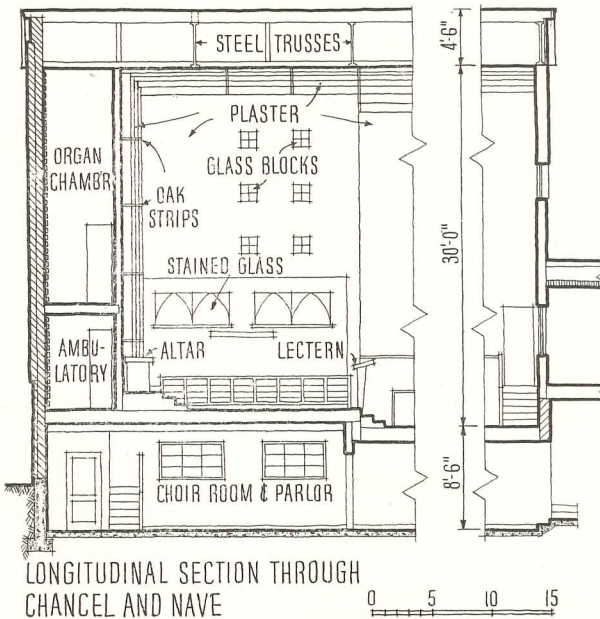 STEEL TRUSSES
4'-6"
PLASTER
ORGAN
CHAMB'R
GLASS BLOCKS
OAK
STRIPS
30'-0"
STAINED GLASS
AMBU-
LATORY
ALTAR
LECTERN
8'-6"
CHOIR ROOM & PARLOR
LONGITUDINAL SECTION THROUGH
CHANCEL AND NAVE
0 5 10 15